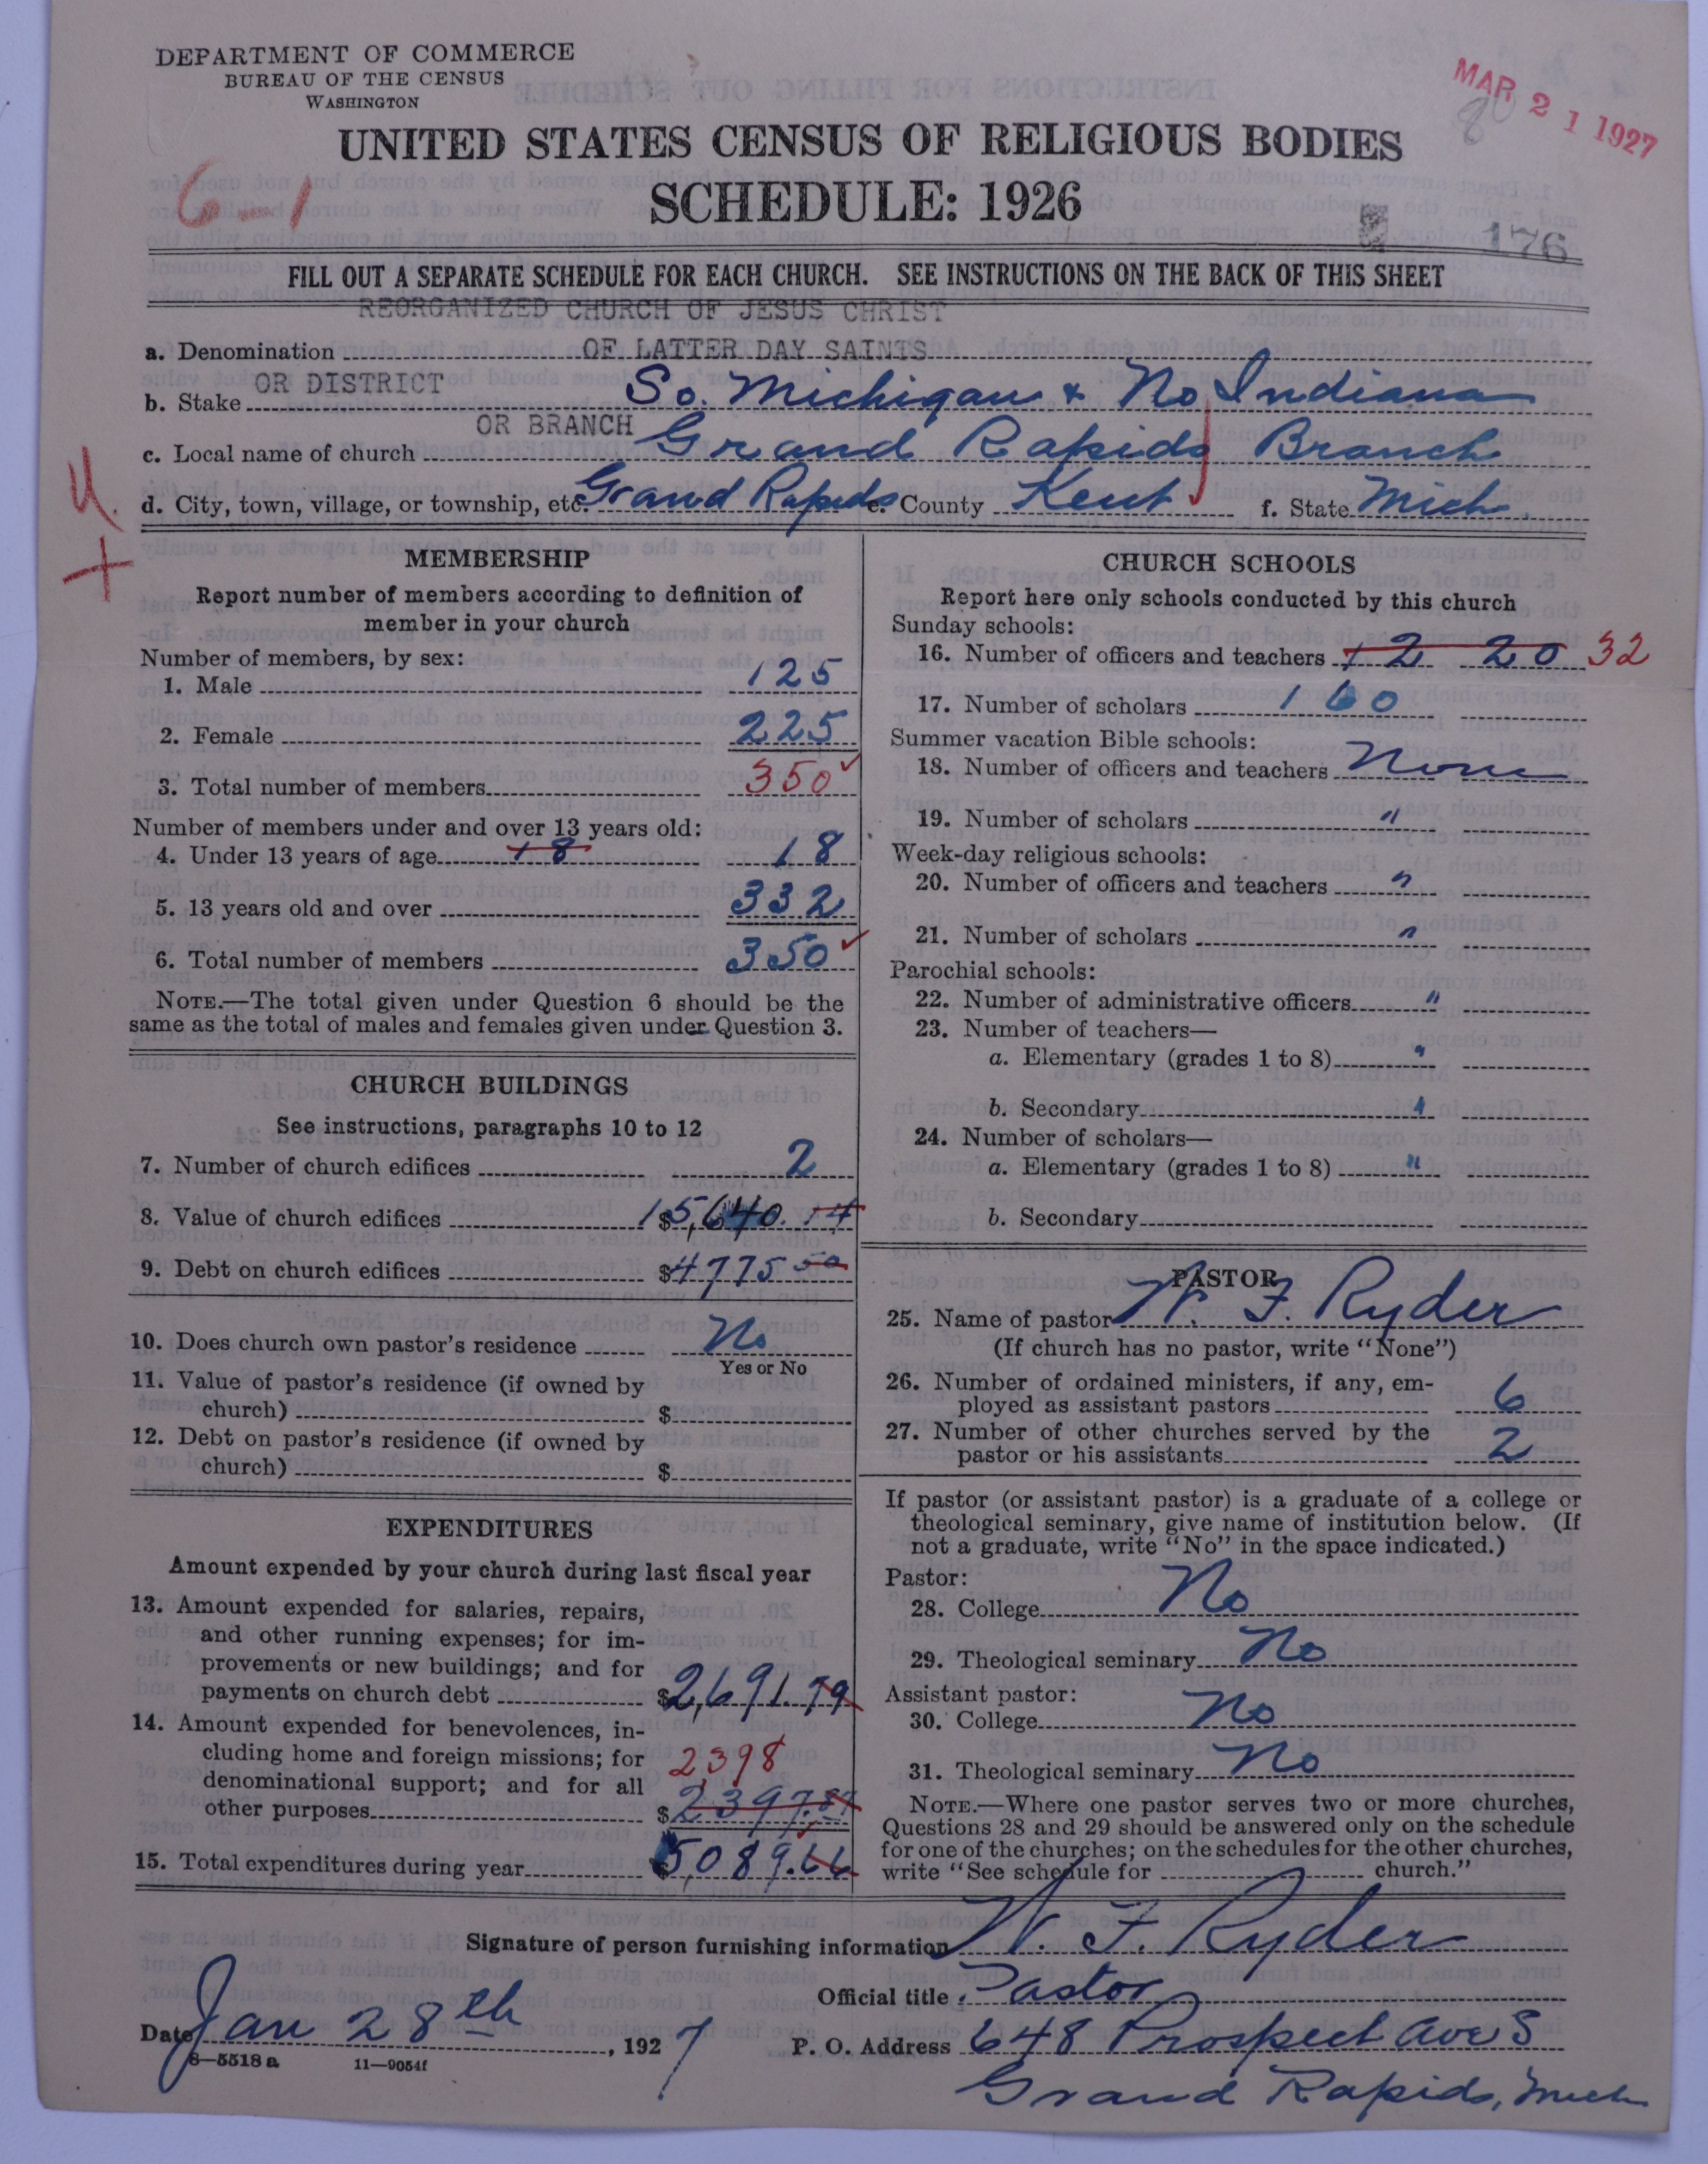 DEPARTMENT OF COMMERCE
BUREAU OF THE CENSUS
WASHINGTON
MAR 21 1927
80
UNITED STATES CENSUS OF RELIGIOUS BODIES
6-1
SCHEDULE: 1926
176
FILL OUT A SEPARATE SCHEDULE FOR EACH CHURCH. SEE INSTRUCTIONS ON THE BACK OF THIS SHEET
REORGANIZED CHURCH OF JESUS CHRIST
a. Denomination OF LATTER DAY SAINTS
OR DISTRICT
b. Stake So. Michigan & No Indiana
OR BRANCH
c. Local name of church Grand Rapids Branch
d. City, town, village, or township, etc. Grand Rapids e. County Kent f. State Mich.
MEMBERSHIP
Report number of members according to definition of
member in your church
Number of members, by sex:
1. Male 125
2. Female 225
3. Total number of members 350
Number of members under and over 13 years old:
4. Under 13 years of age 18 18
5. 13 years old and over 332
6. Total number of members 350
NOTE.—The total given under Question 6 should be the
same as the total of males and females given under Question 3.
CHURCH BUILDINGS
See instructions, paragraphs 10 to 12
7. Number of church edifices 2
8. Value of church edifices $15,640.14
9. Debt on church edifices $4775 50
10. Does church own pastor's residence No
Yes or No
11. Value of pastor's residence (if owned by
church) $
12. Debt on pastor's residence (if owned by
church) $
EXPENDITURES
Amount expended by your church during last fiscal year
13. Amount expended for salaries, repairs,
and other running expenses; for im-
provements or new buildings; and for
payments on church debt $2,691.79
14. Amount expended for benevolences, in-
cluding home and foreign missions; for 2398
denominational support; and for all
other purposes $2397.87
15. Total expenditures during year $5089.66
CHURCH SCHOOLS
Report here only schools conducted by this church
Sunday schools:
16. Number of officers and teachers 12 20 32
17. Number of scholars 160
Summer vacation Bible schools:
18. Number of officers and teachers None
19. Number of scholars "
Week-day religious schools:
20. Number of officers and teachers "
21. Number of scholars "
Parochial schools:
22. Number of administrative officers "
23. Number of teachers—
a. Elementary (grades 1 to 8) "
b. Secondary "
24. Number of scholars—
a. Elementary (grades 1 to 8) "
b. Secondary
PASTOR
25. Name of pastor W. F. Ryder
(If church has no pastor, write "None")
26. Number of ordained ministers, if any, em-
ployed as assistant pastors 6
27. Number of other churches served by the
pastor or his assistants 2
If pastor (or assistant pastor) is a graduate of a college or
theological seminary, give name of institution below. (If
not a graduate, write "No" in the space indicated.)
Pastor:
28. College No
29. Theological seminary No
Assistant pastor:
30. College No
31. Theological seminary No
NOTE.—Where one pastor serves two or more churches,
Questions 28 and 29 should be answered only on the schedule
for one of the churches; on the schedules for the other churches,
write "See schedule for church."
Signature of person furnishing information W. F. Ryder
Official title Pastor
Date Jan 28th, 1927
P. O. Address 648 Prospect Ave S
Grand Rapids, Mich
8—5518a 11—9054f